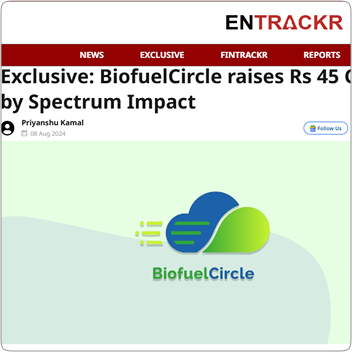 ENTRACKR
NEWS EXCLUSIVE FINTRACKR REPORTS
Exclusive: BiofuelCircle raises Rs 45 C
by Spectrum Impact
Priyanshu Kamal
08 Aug 2024
Follow Us
BiofuelCircle